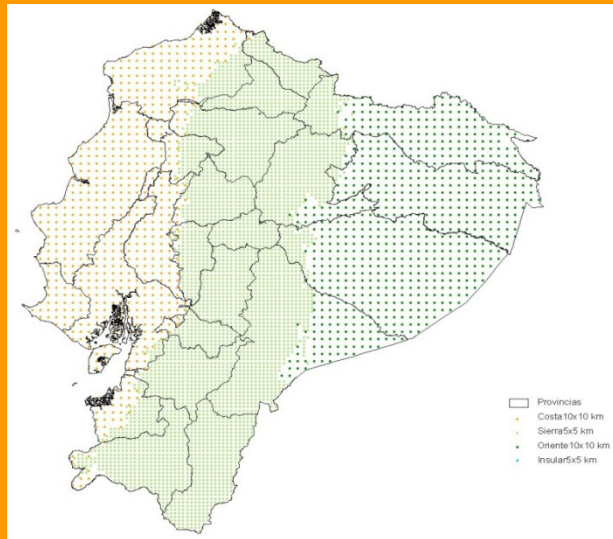 Provincias
Costa10x10 km
Sierra5x5 km
Oriente10x10 km
Insular5x5 km